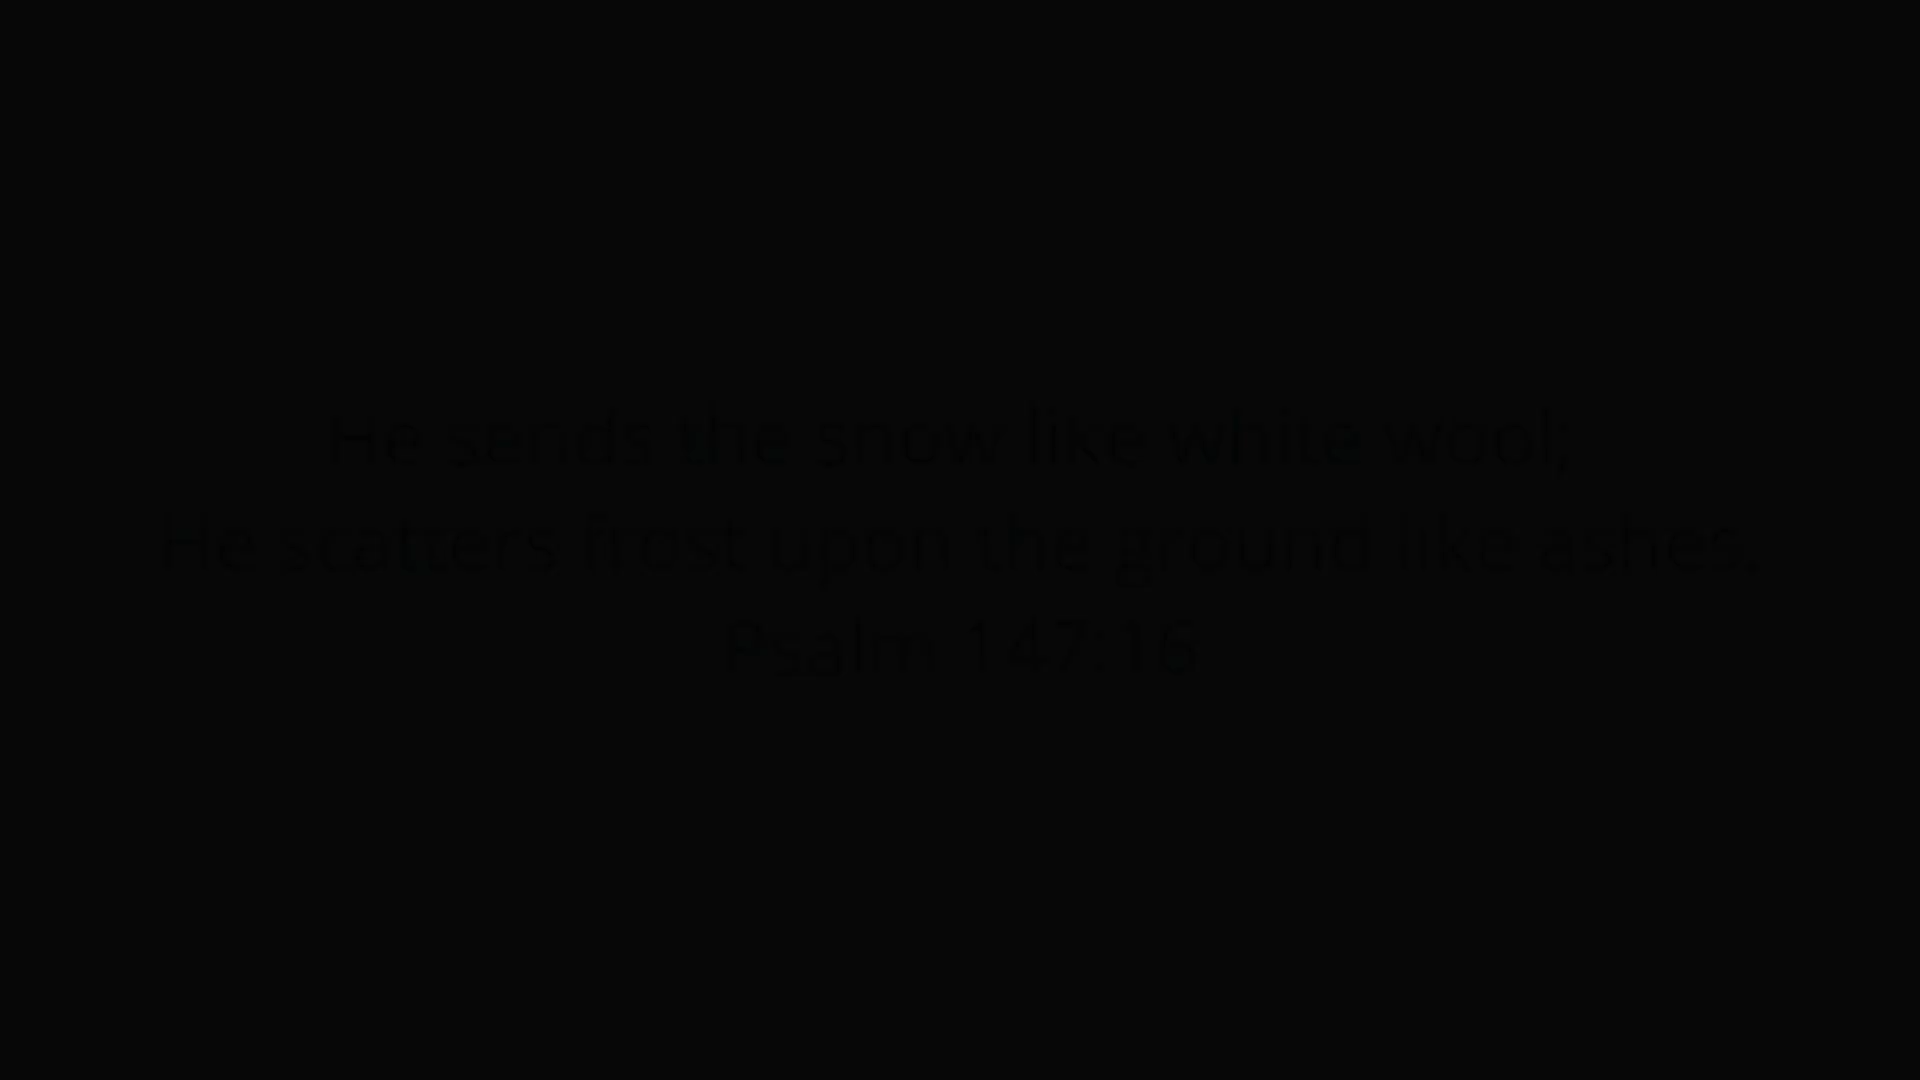 He sends the snow like white wool;
He scatters frost upon the ground like ashes.
Psalm 147:16